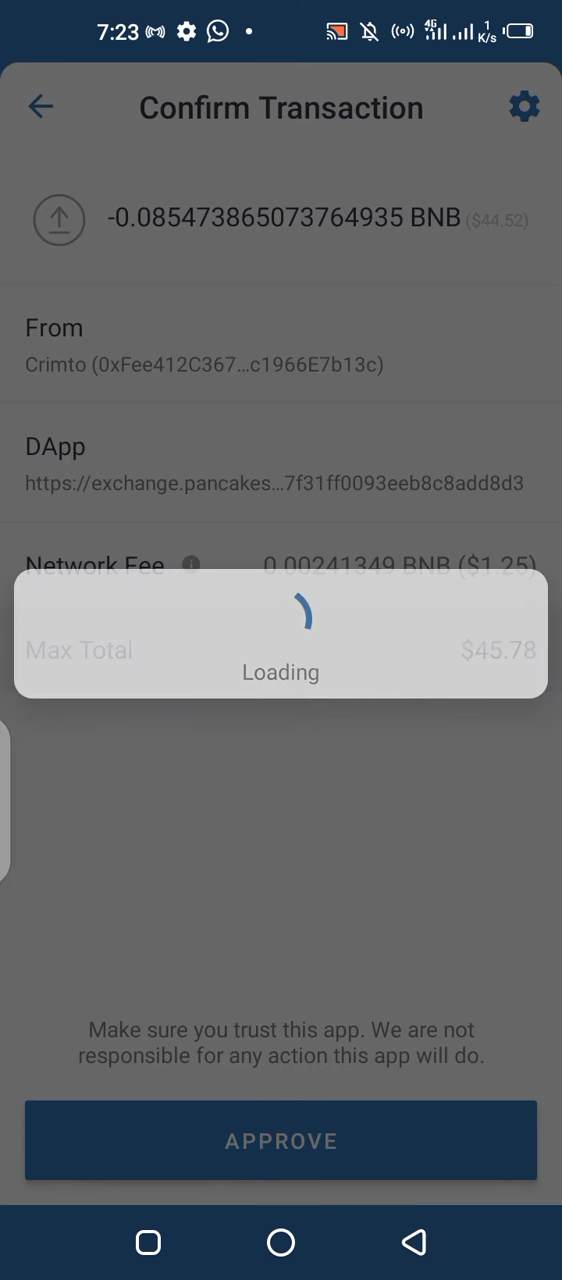 7:23
4G
1
K/s
Confirm Transaction
-0.085473865073764935 BNB ($44.52)
From
Crimto (0xFee412C367...c1966E7b13c)
DApp
https://exchange.pancakes...7f31ff0093eeb8c8add8d3
Network Fee 0.00241349 BNB ($1.25)
Max Total $45.78
Loading
Make sure you trust this app. We are not
responsible for any action this app will do.
APPROVE